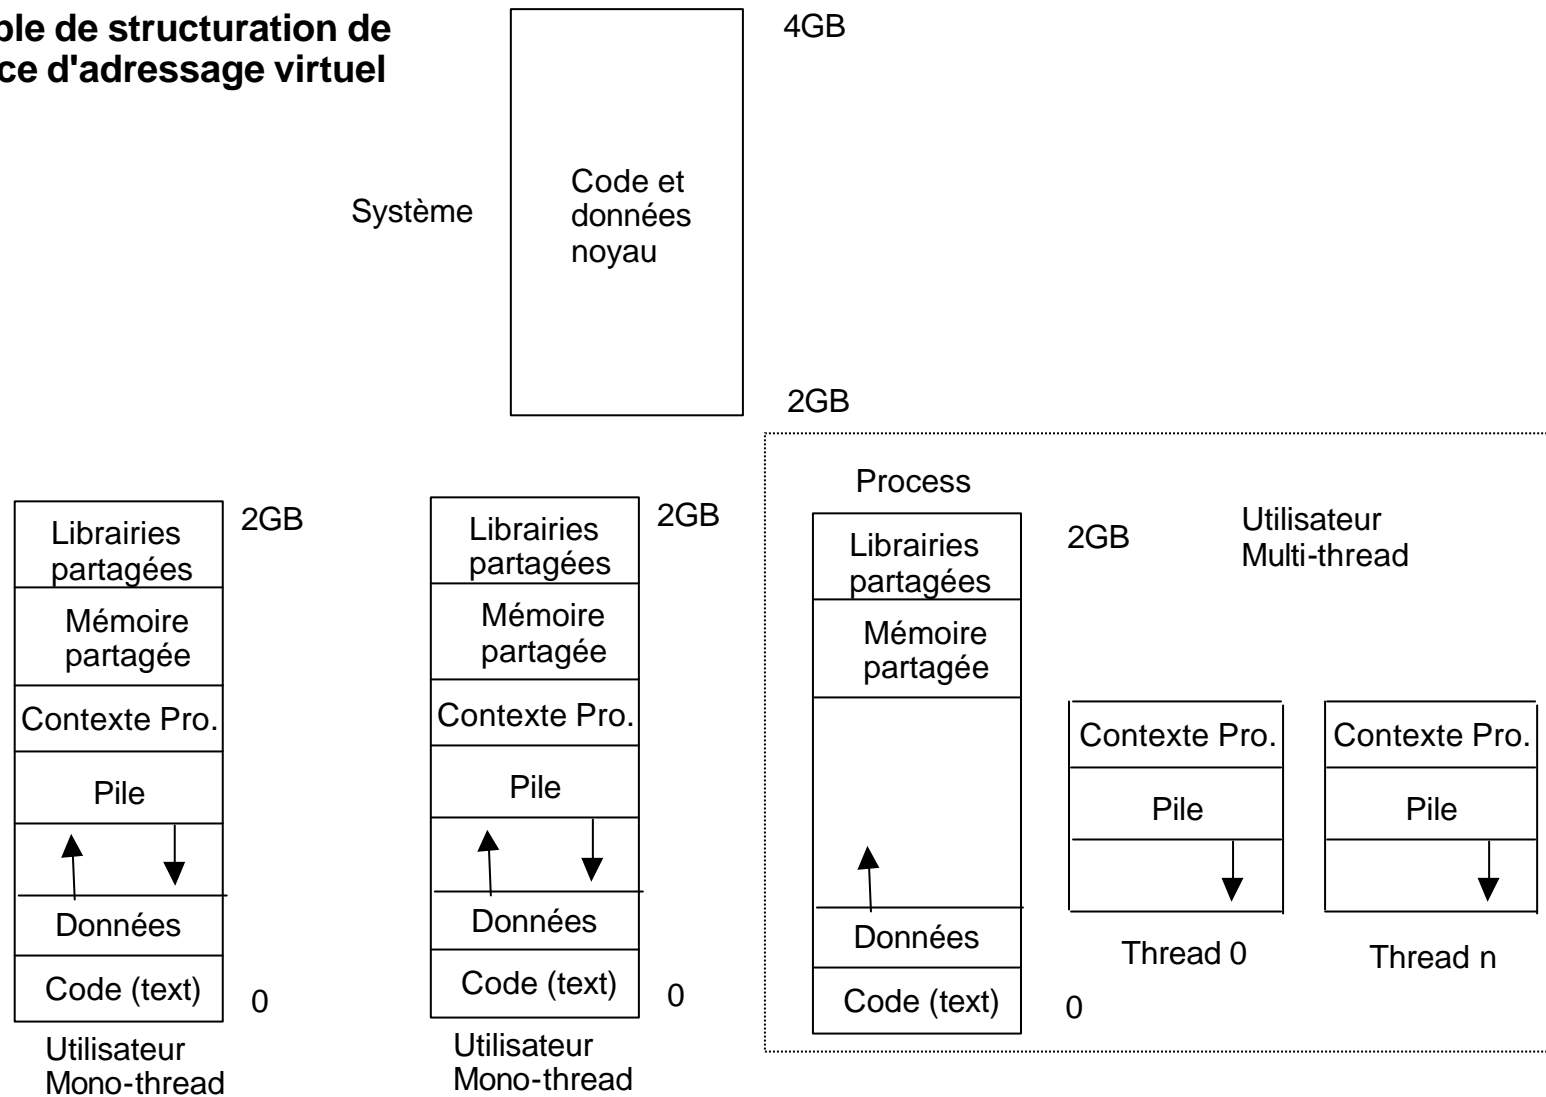 de structuration de
d'adressage virtuel
4GB
Système
Code et
données
noyau
2GB
Librairies
partagées
Mémoire
partagée
Contexte Pro.
Pile
Données
Code (text)
2GB
0
Utilisateur
Mono-thread
Librairies
partagées
Mémoire
partagée
Contexte Pro.
Pile
Données
Code (text)
2GB
0
Utilisateur
Mono-thread
Process
Librairies
partagées
Mémoire
partagée
Données
Code (text)
2GB
0
Utilisateur
Multi-thread
Contexte Pro.
Pile
Thread 0
Contexte Pro.
Pile
Thread n